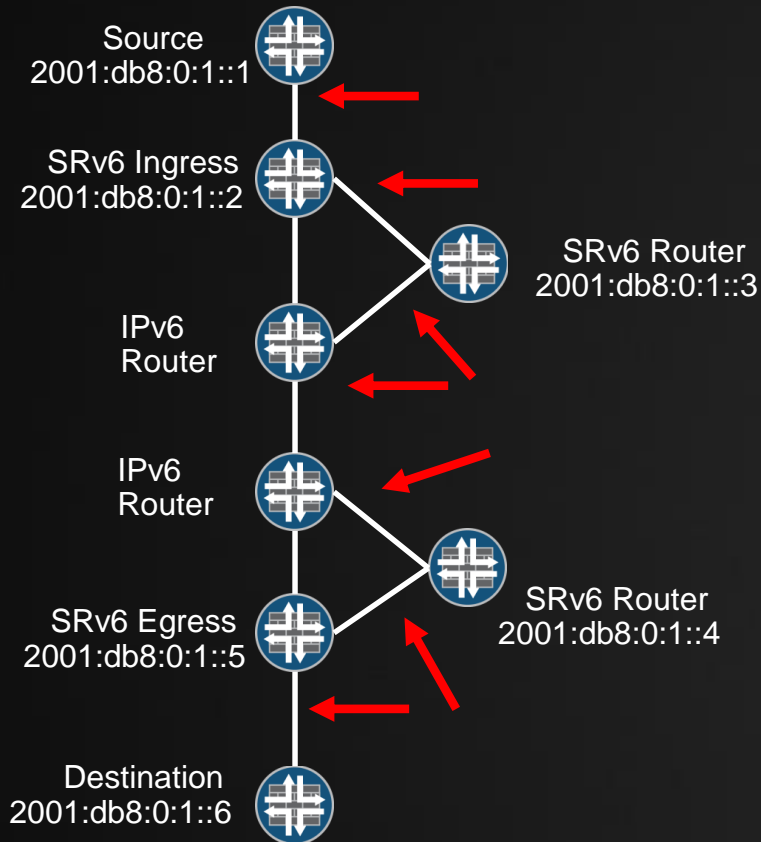 Source
2001:db8:0:1::1
SRv6 Ingress
2001:db8:0:1::2
SRv6 Router
2001:db8:0:1::3
IPv6
Router
IPv6
Router
SRv6 Router
2001:db8:0:1::4
SRv6 Egress
2001:db8:0:1::5
Destination
2001:db8:0:1::6